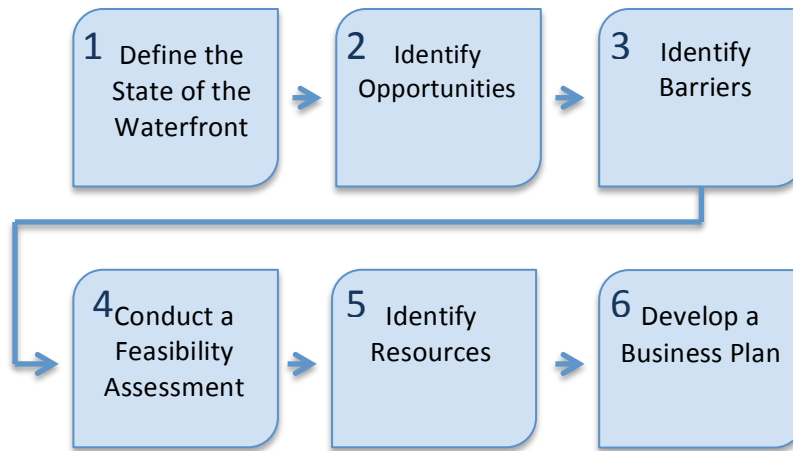 1 Define the
State of the
Waterfront
2 Identify
Opportunities
3 Identify
Barriers
4 Conduct a
Feasibility
Assessment
5 Identify
Resources
6 Develop a
Business Plan